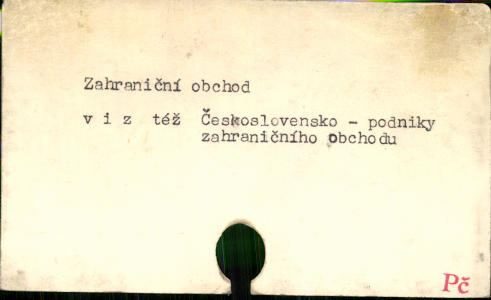 Zahraniční obchod
v i z též Československo - podniky
zahraničního obchodu
Pč